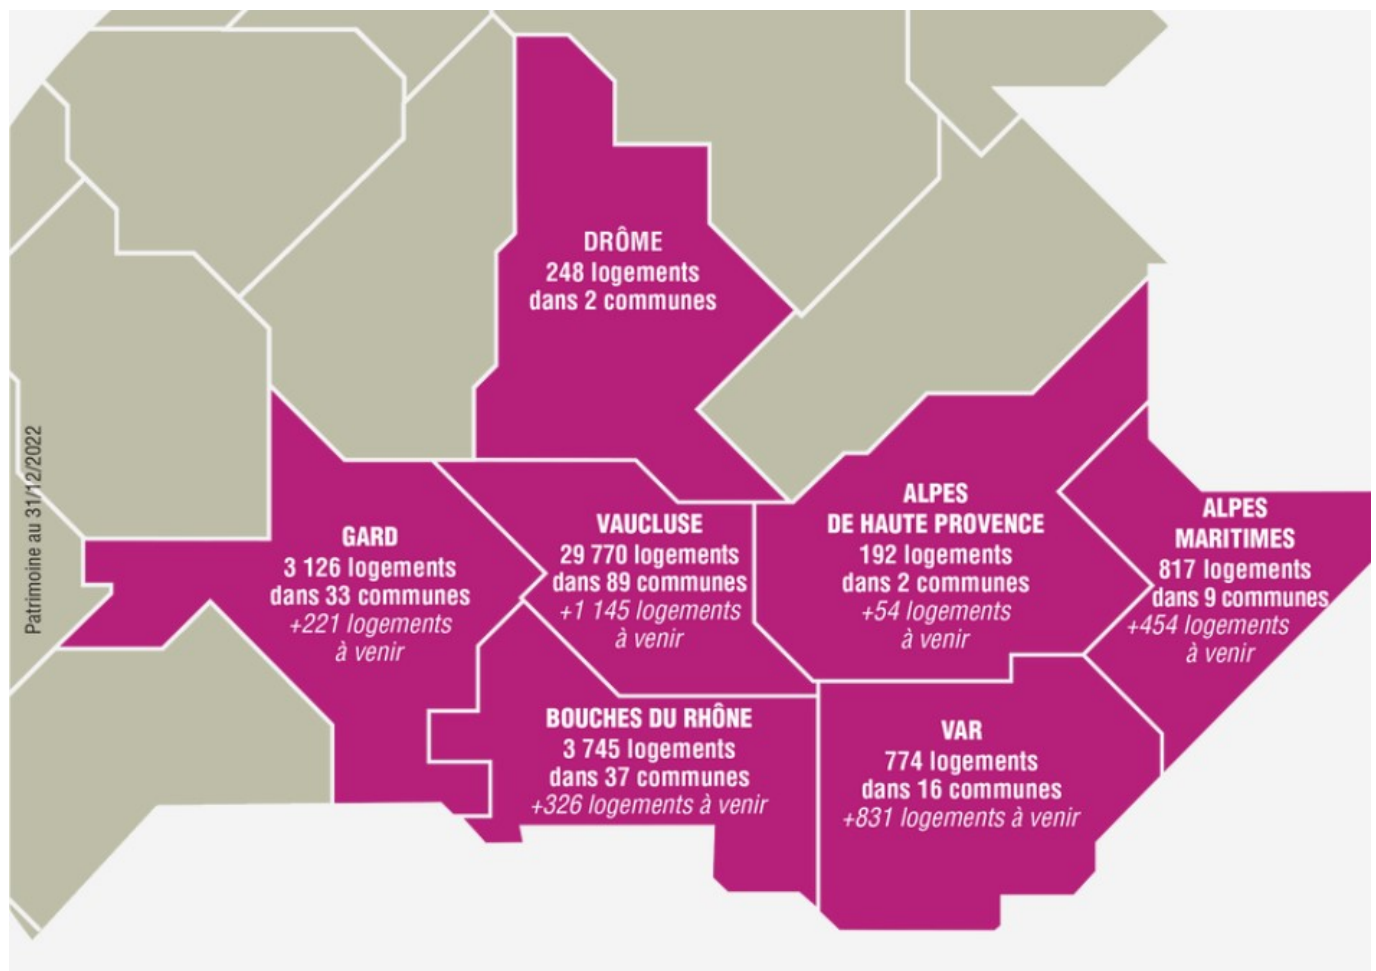 DRÔME
248 logements
dans 2 communes
Patrimoine au 31/12/2022
GARD
3 126 logements
dans 33 communes
+221 logements
à venir
VAUCLUSE
29 770 logements
dans 89 communes
+1 145 logements
à venir
ALPES
DE HAUTE PROVENCE
192 logements
dans 2 communes
+54 logements
à venir
ALPES
MARITIMES
817 logements
dans 9 communes
+454 logements
à venir
BOUCHES DU RHÔNE
3 745 logements
dans 37 communes
+326 logements à venir
VAR
774 logements
dans 16 communes
+831 logements à venir